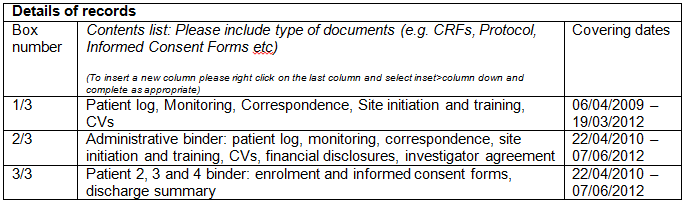 Details of records
Box number
Contents list: Please include type of documents (e.g. CRFs, Protocol,
Informed Consent Forms etc)
(To insert a new column please right click on the last column and select inset>column down and
complete as appropriate)
Covering dates
1/3
Patient log, Monitoring, Correspondence, Site initiation and training,
CVs
06/04/2009 –
19/03/2012
2/3
Administrative binder: patient log, monitoring, correspondence, site
initiation and training, CVs, financial disclosures, investigator agreement
22/04/2010 –
07/06/2012
3/3
Patient 2, 3 and 4 binder: enrolment and informed consent forms,
discharge summary
22/04/2010 –
07/06/2012